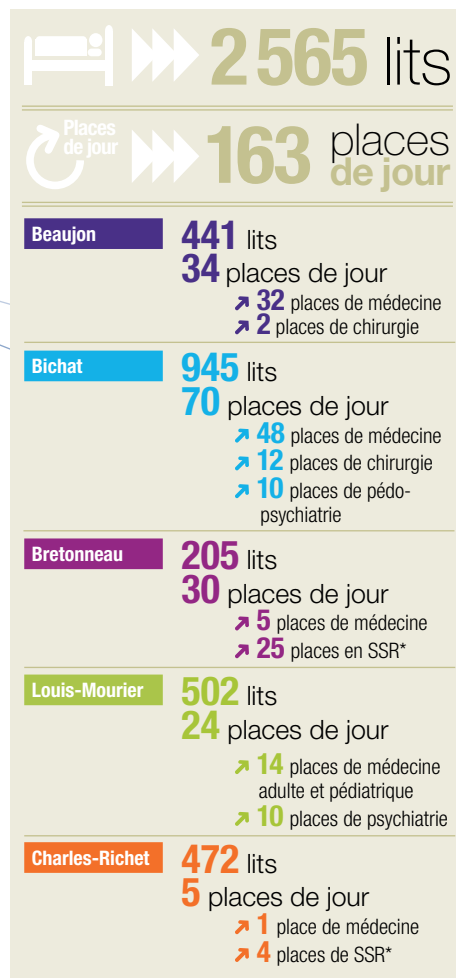 2 565 lits
Places
de jour
163 places
de jour
Beaujon
441 lits
34 places de jour
32 places de médecine
2 places de chirurgie
Bichat
945 lits
70 places de jour
48 places de médecine
12 places de chirurgie
10 places de pédo-
psychiatrie
Bretonneau
205 lits
30 places de jour
5 places de médecine
25 places en SSR*
Louis-Mourier
502 lits
24 places de jour
14 places de médecine
adulte et pédiatrique
10 places de psychiatrie
Charles-Richet
472 lits
5 places de jour
1 place de médecine
4 places de SSR*